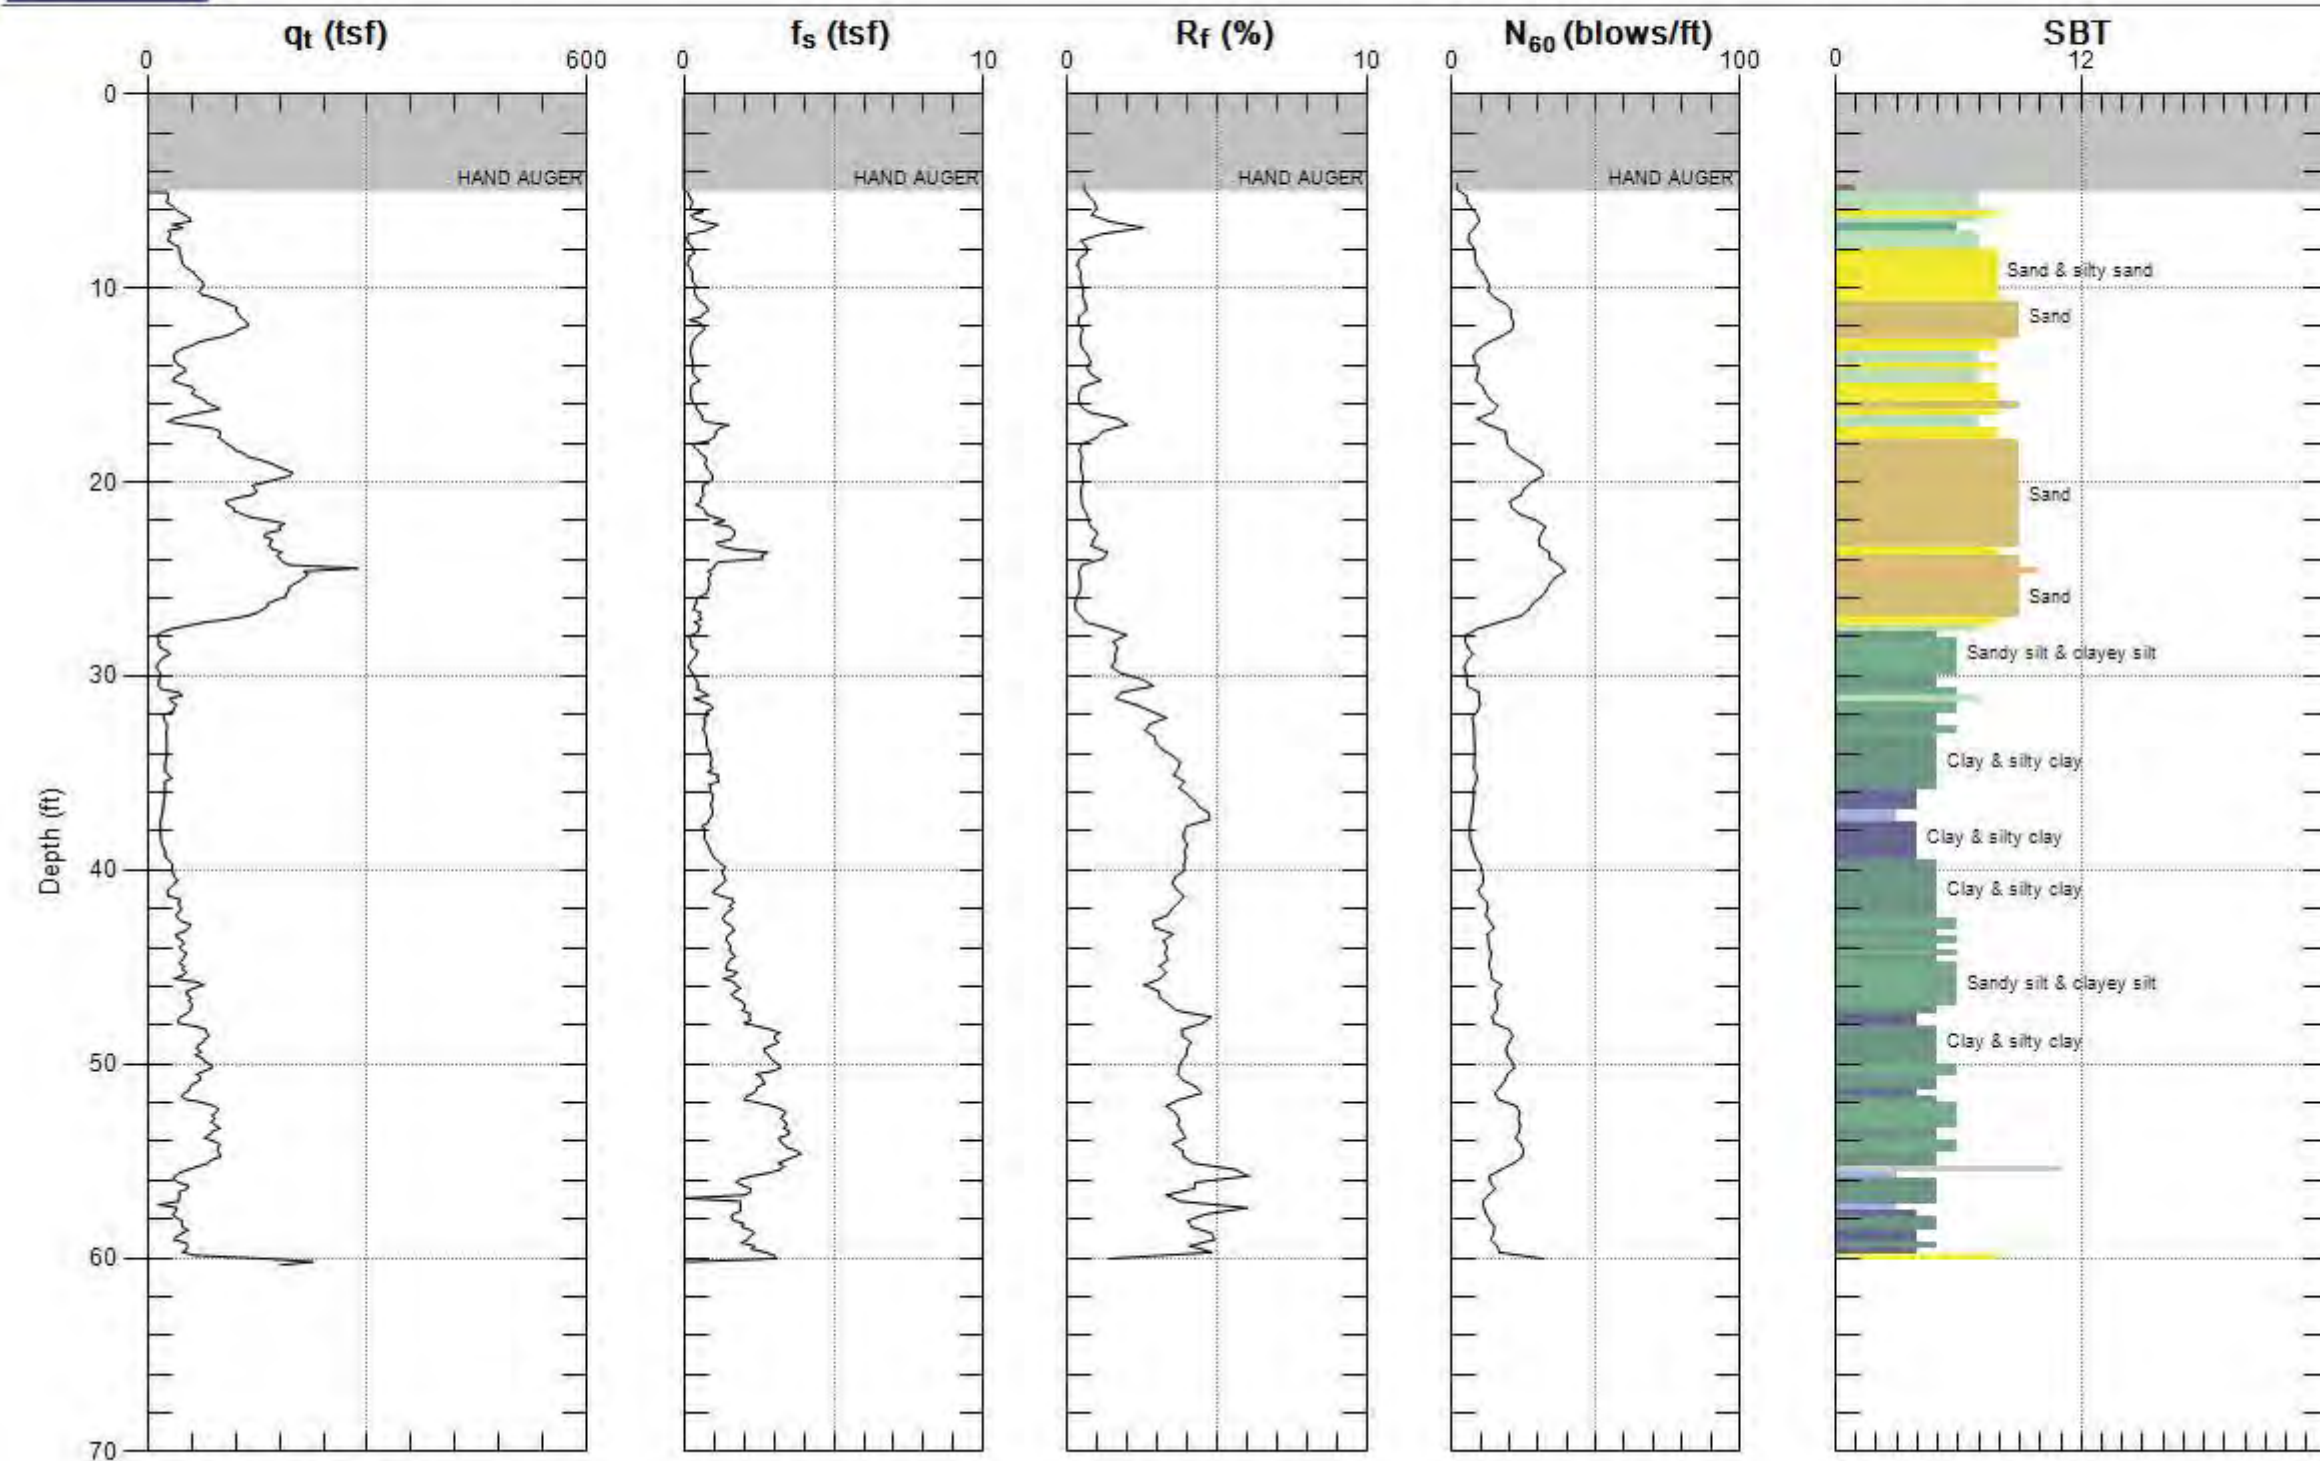 qt (tsf) fs (tsf) Rf (%) N60 (blows/ft) SBT
0 600 0 10 0 10 0 100 0 12
0
HAND AUGER HAND AUGER HAND AUGER HAND AUGER
Sand & silty sand
10
Sand
20
Sand
Sand
Sandy silt & clayey silt
30
Clay & silty clay
Clay & silty clay
Depth (ft)
40
Clay & silty clay
Sandy silt & clayey silt
Clay & silty clay
50
60
70